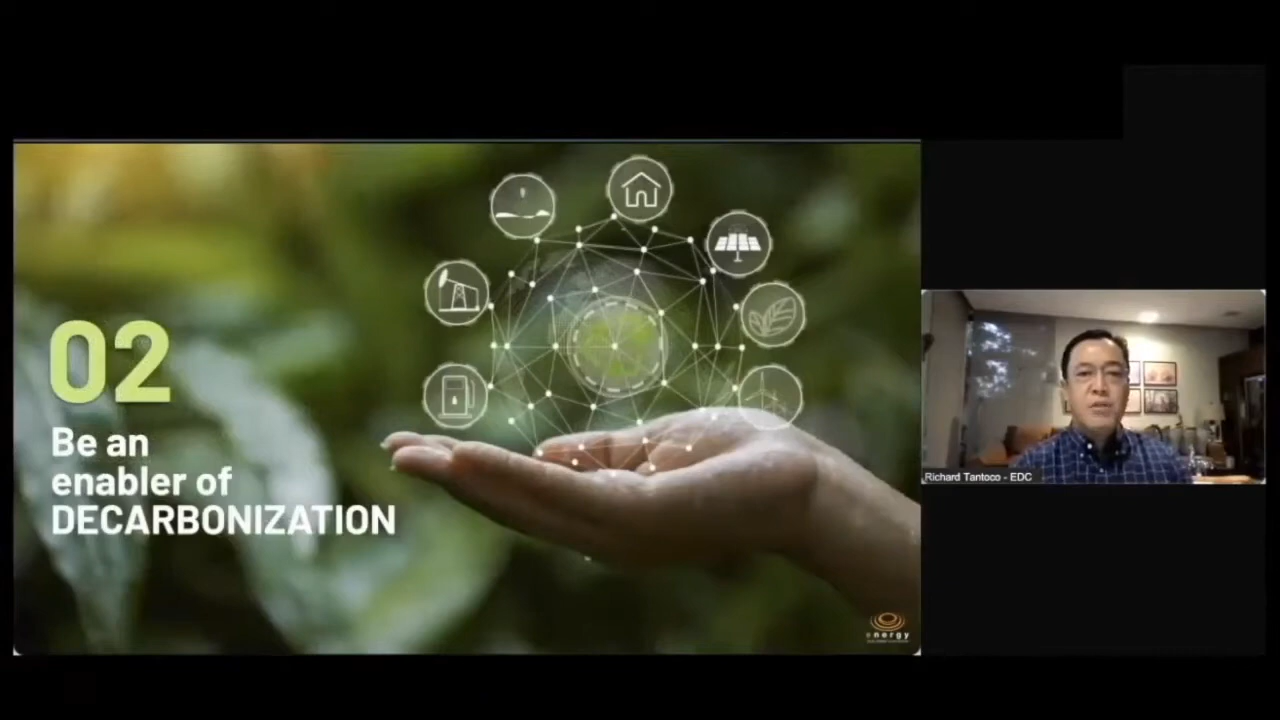 02
Be an
enabler of
DECARBONIZATION
energy
Richard Tantoco - EDC